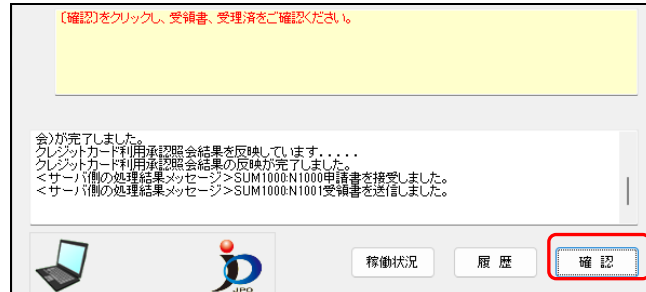 〔確認〕をクリックし、受領書、受理済をご確認ください。
会)が完了しました。
クレジットカード利用承認照会結果を反映しています.....
クレジットカード利用承認照会結果の反映が完了しました。
<サーバ側の処理結果メッセージ>SUM1000:N1000申請書を接受しました。
<サーバ側の処理結果メッセージ>SUM1000:N1001受領書を送信しました。
稼働状況 履 歴 確 認
JPO